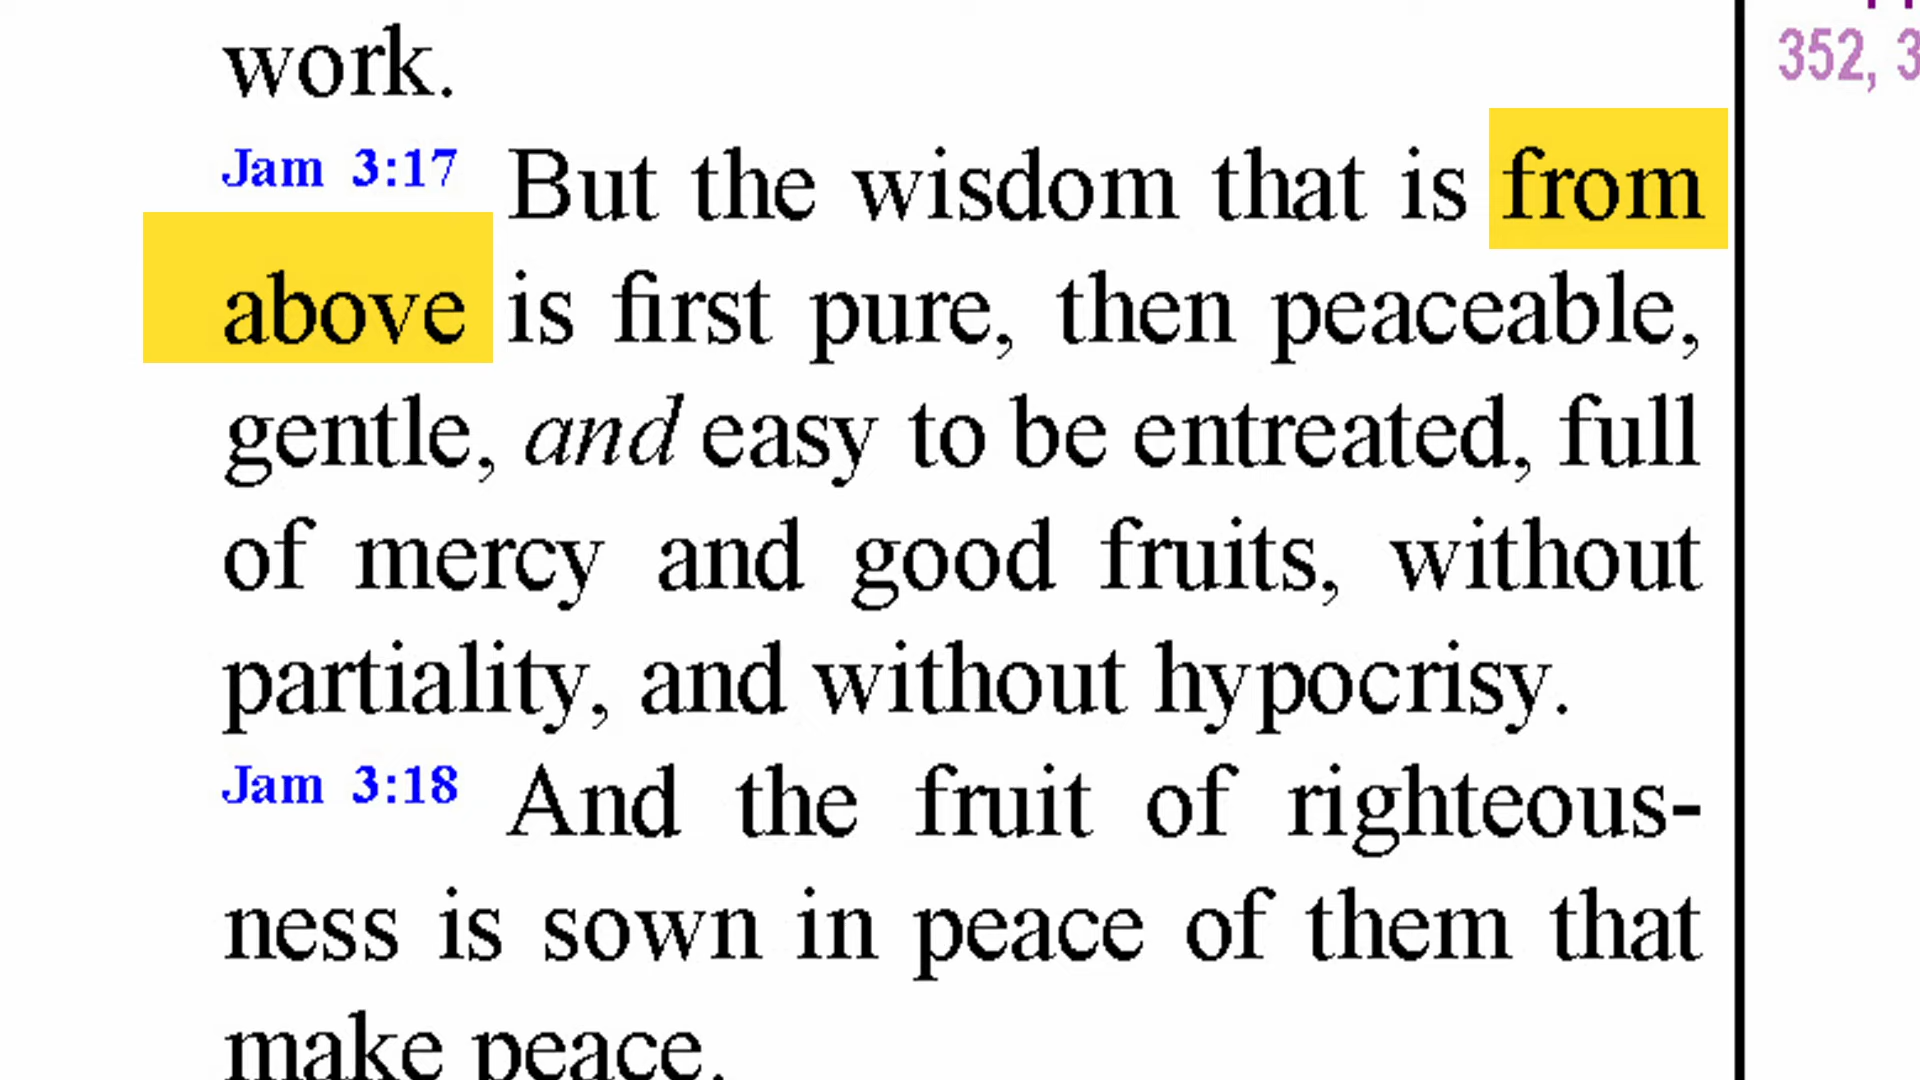 work.
352, 3
Jam 3:17 But the wisdom that is from
above is first pure, then peaceable,
gentle, and easy to be entreated, full
of mercy and good fruits, without
partiality, and without hypocrisy.
Jam 3:18 And the fruit of righteous-
ness is sown in peace of them that
make peace.